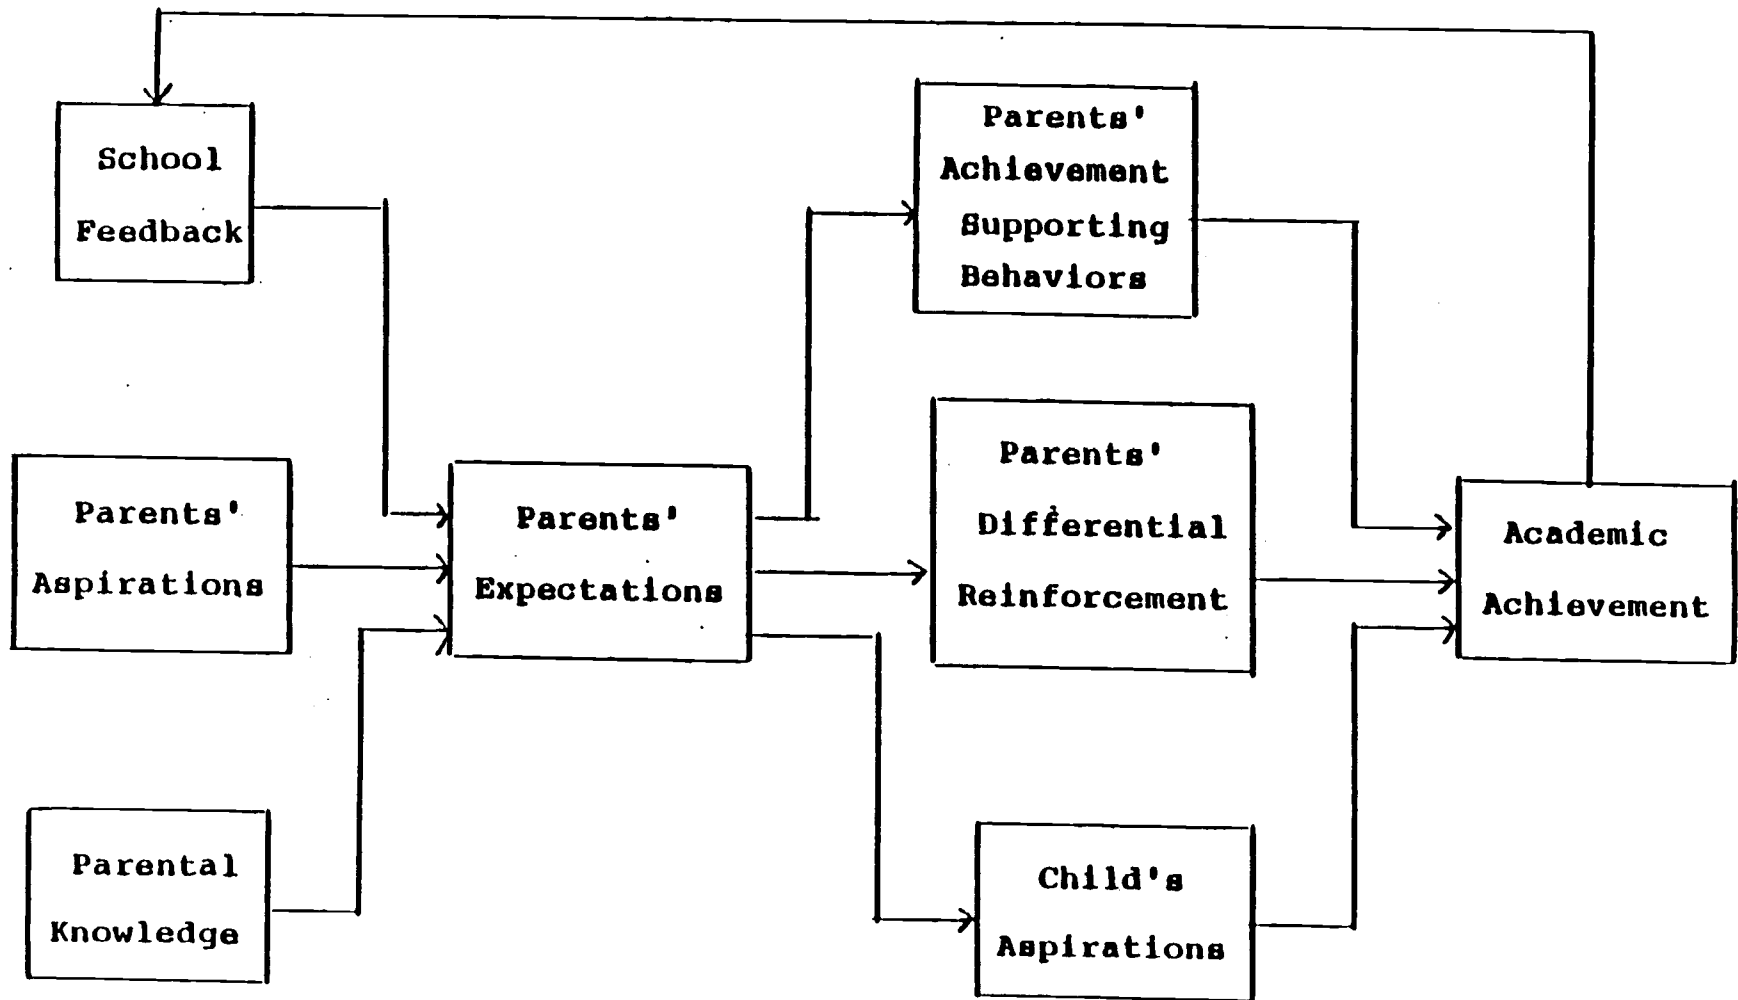 School
Feedback
Parents'
Aspirations
Parental
Knowledge
Parents'
Expectations
Parents'
Achievement
Supporting
Behaviors
Parents'
Differential
Reinforcement
Child's
Aspirations
Academic
Achievement